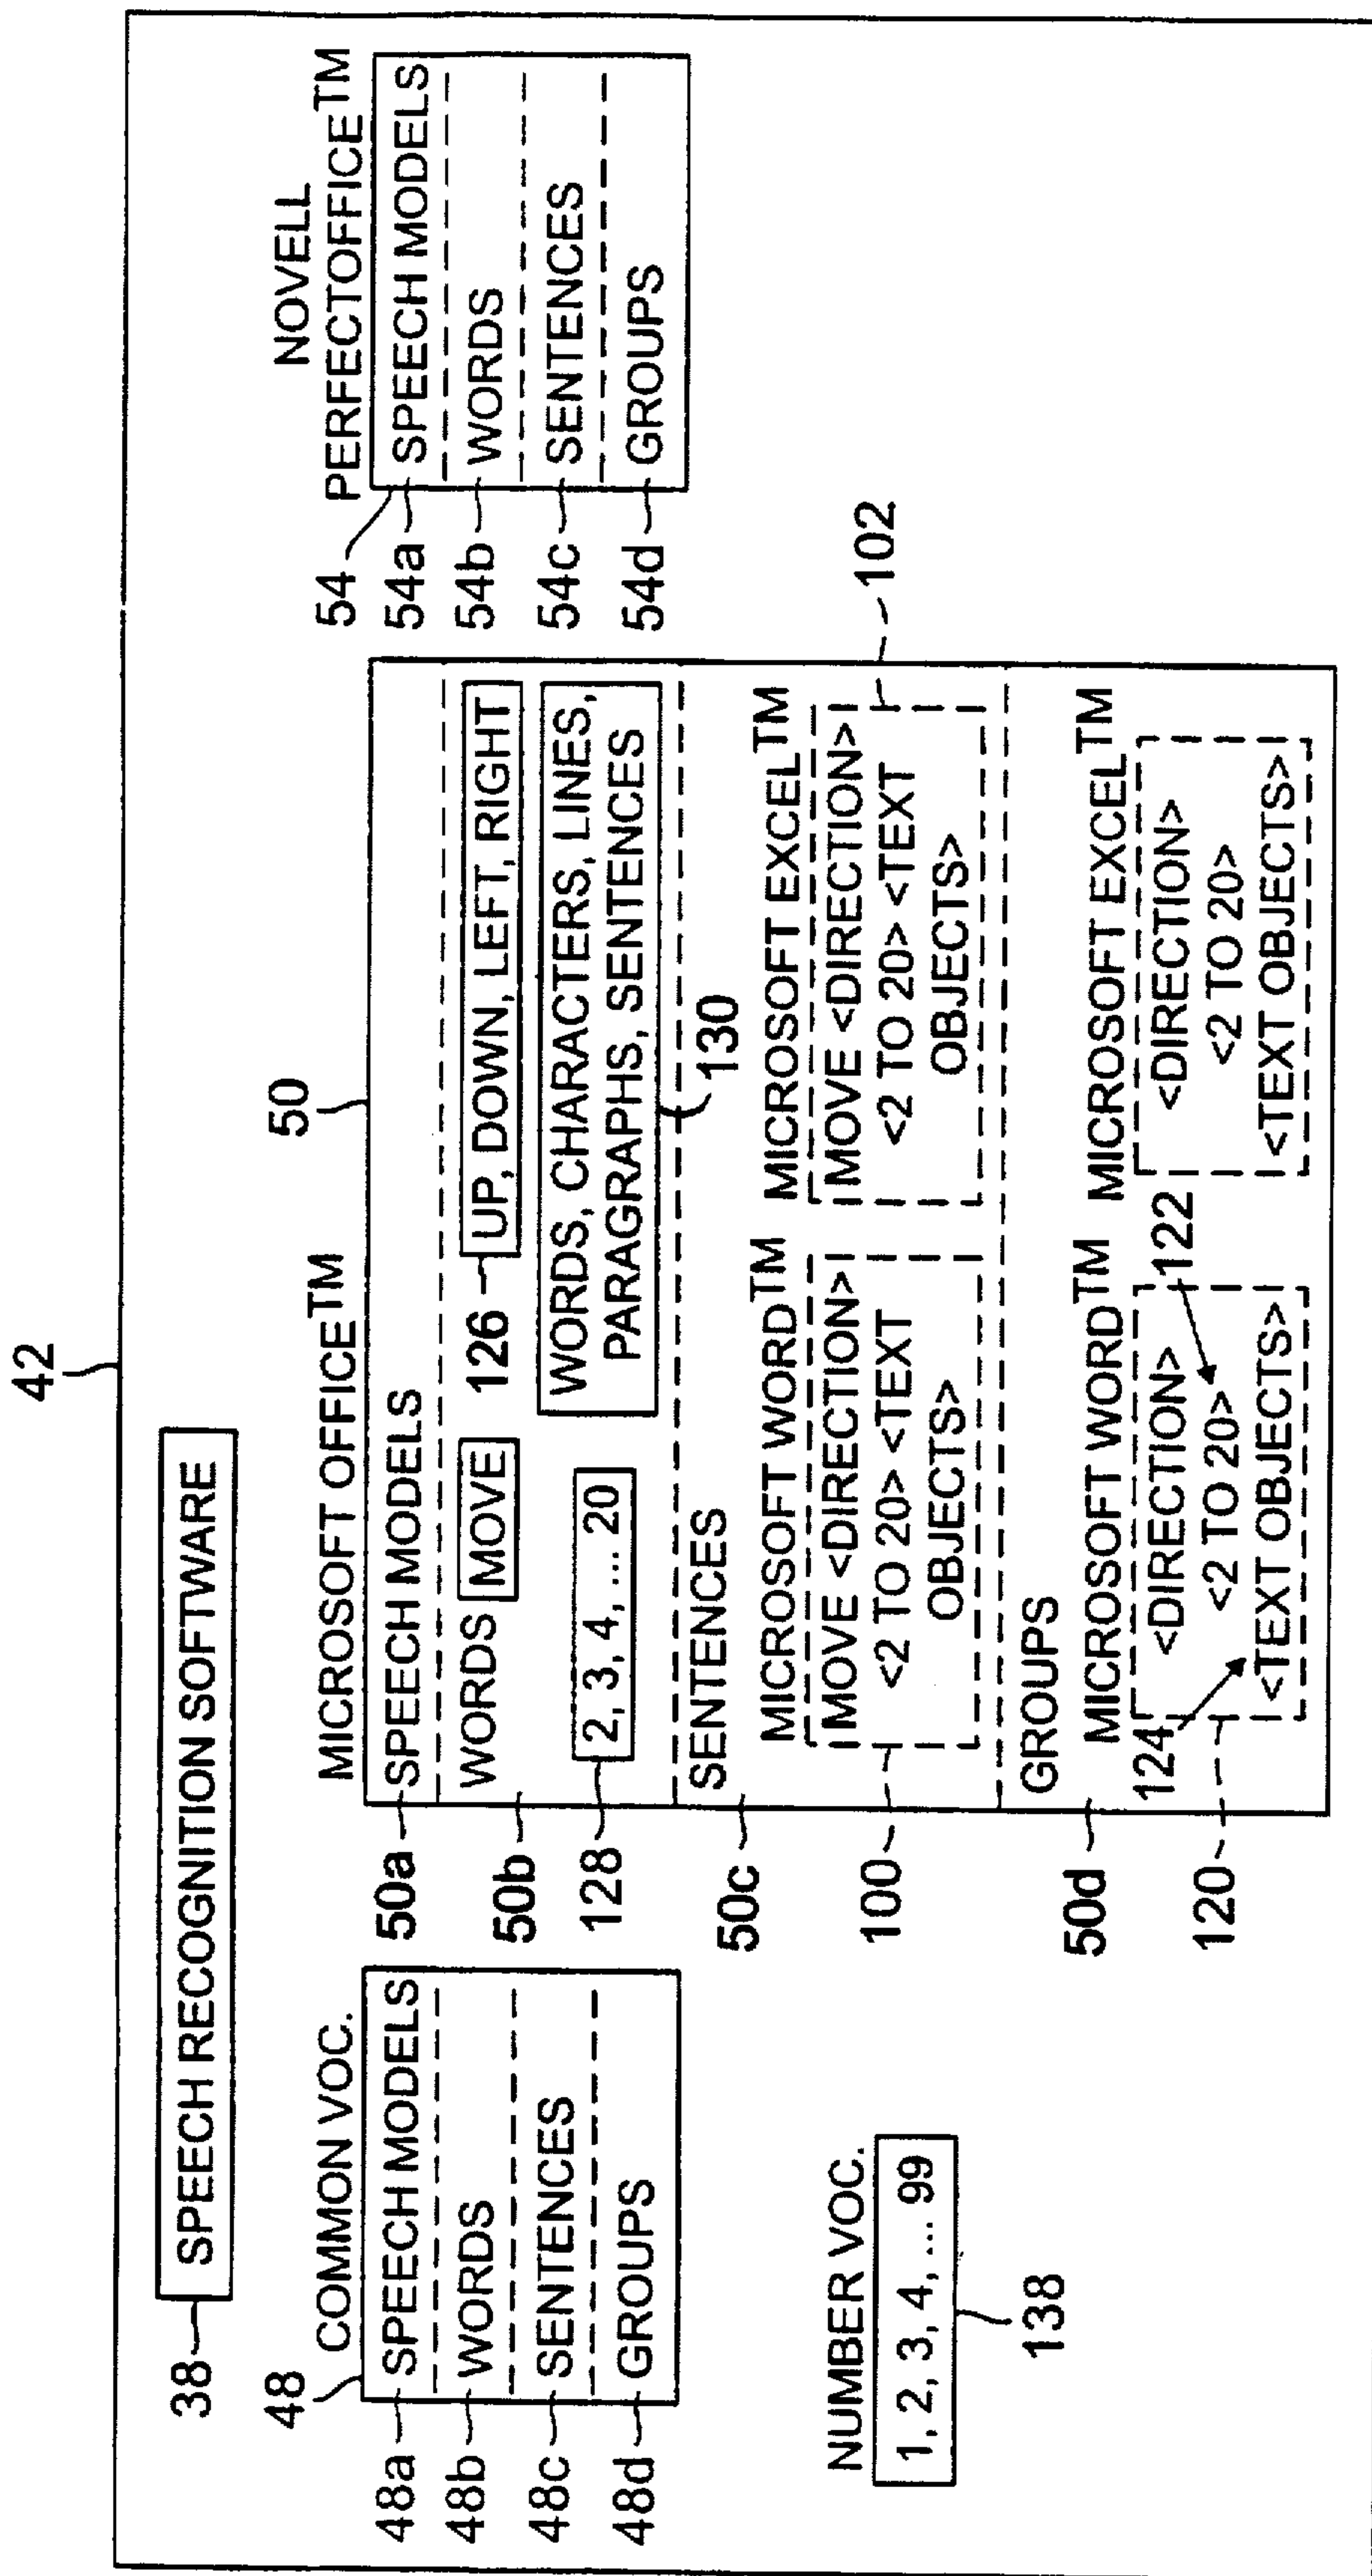 42
38
SPEECH RECOGNITION SOFTWARE
COMMON VOC.
48
48a
SPEECH MODELS
48b
WORDS
48c
SENTENCES
48d
GROUPS
NUMBER VOC.
1, 2, 3, 4, ... 99
138
MICROSOFT OFFICE™
50
50a
SPEECH MODELS
50b
WORDS
MOVE
126
UP, DOWN, LEFT, RIGHT
128
2, 3, 4, ... 20
WORDS, CHARACTERS, LINES,
PARAGRAPHS, SENTENCES
130
50c
SENTENCES
MICROSOFT WORD™
100
MOVE <DIRECTION>
<2 TO 20> <TEXT
OBJECTS>
MICROSOFT EXCEL™
102
MOVE <DIRECTION>
<2 TO 20> <TEXT
OBJECTS>
50d
GROUPS
MICROSOFT WORD™
124
122
120
<DIRECTION>
<2 TO 20>
<TEXT OBJECTS>
MICROSOFT EXCEL™
<DIRECTION>
<2 TO 20>
<TEXT OBJECTS>
NOVELL
PERFECTOFFICE™
54
54a
SPEECH MODELS
54b
WORDS
54c
SENTENCES
54d
GROUPS